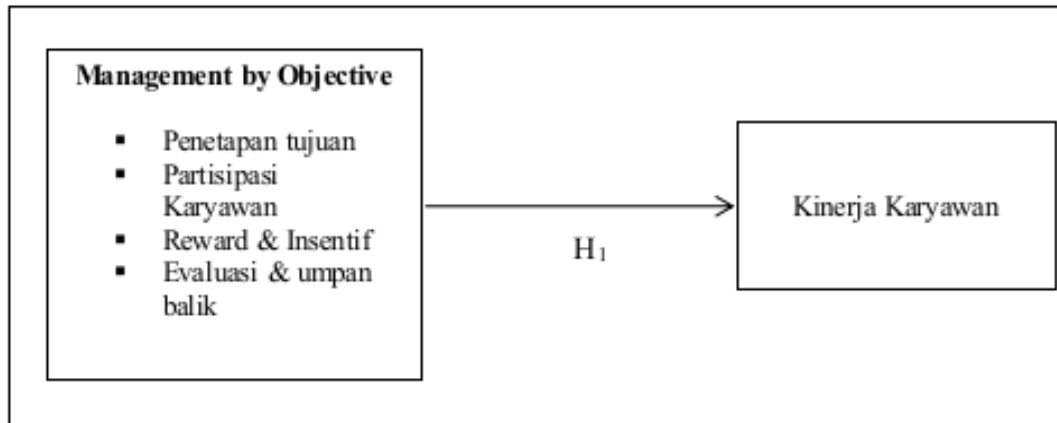 Management by Objective
▪ Penetapan tujuan
▪ Partisipasi
Karyawan
▪ Reward & Insentif
▪ Evaluasi & umpan
balik
H₁
Kinerja Karyawan